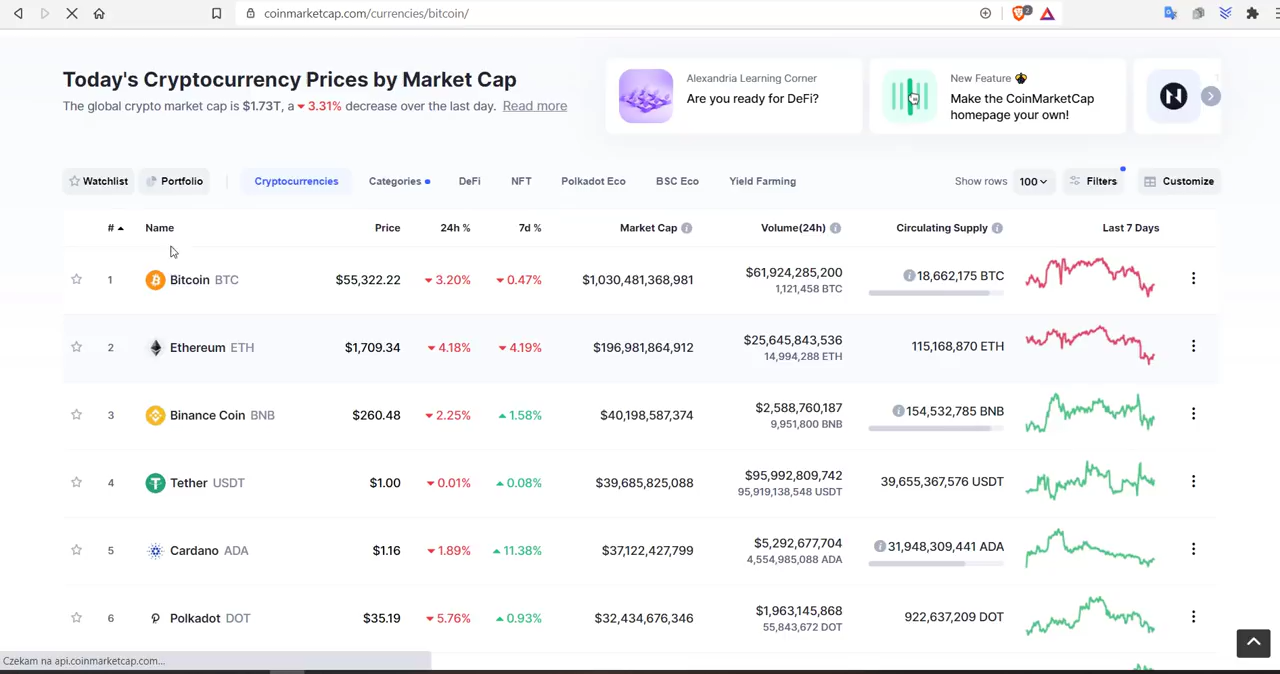 coinmarketcap.com/currencies/bitcoin/
2
Today's Cryptocurrency Prices by Market Cap
The global crypto market cap is $1.73T, a 3.31% decrease over the last day. Read more
Alexandria Learning Corner
Are you ready for DeFi?
New Feature
Make the CoinMarketCap
homepage your own!
Watchlist Portfolio Cryptocurrencies Categories DeFi NFT Polkadot Eco BSC Eco Yield Farming Show rows 100 Filters Customize
# Name Price 24h % 7d % Market Cap Volume(24h) Circulating Supply Last 7 Days
1 Bitcoin BTC $55,322.22 3.20% 0.47% $1,030,481,368,981 $61,924,285,200 18,662,175 BTC
1,121,458 BTC
2 Ethereum ETH $1,709.34 4.18% 4.19% $196,981,864,912 $25,645,843,536 115,168,870 ETH
14,994,288 ETH
3 Binance Coin BNB $260.48 2.25% 1.58% $40,198,587,374 $2,588,760,187 154,532,785 BNB
9,951,800 BNB
4 Tether USDT $1.00 0.01% 0.08% $39,685,825,088 $95,992,809,742 39,655,367,576 USDT
95,919,138,548 USDT
5 Cardano ADA $1.16 1.89% 11.38% $37,122,427,799 $5,292,677,704 31,948,309,441 ADA
4,554,985,088 ADA
6 Polkadot DOT $35.19 5.76% 0.93% $32,434,676,346 $1,963,145,868 922,637,209 DOT
55,843,672 DOT
Czekam na api.coinmarketcap.com...